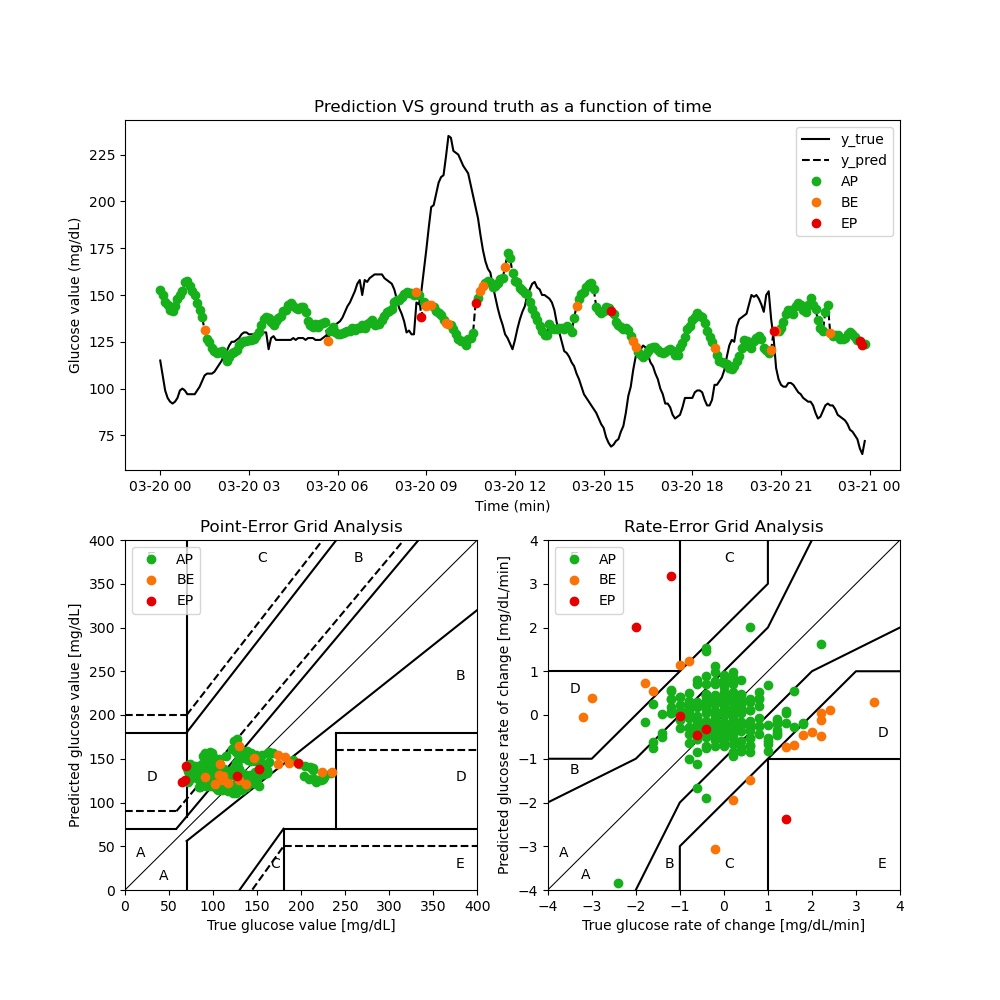 Prediction VS ground truth as a function of time
Glucose value (mg/dL)
225
200
175
150
125
100
75
y_true
y_pred
AP
BE
EP
03-20 00 03-20 03 03-20 06 03-20 09 03-20 12 03-20 15 03-20 18 03-20 21 03-21 00
Time (min)
Point-Error Grid Analysis
Predicted glucose value [mg/dL]
400
350
300
250
200
150
100
50
0
AP
BE
EP
C
B
B
D
D
A
A
C
E
0 50 100 150 200 250 300 350 400
True glucose value [mg/dL]
Rate-Error Grid Analysis
Predicted glucose rate of change [mg/dL/min]
4
3
2
1
0
−1
−2
−3
−4
AP
BE
EP
C
D
D
B
A
A
B
C
E
−4 −3 −2 −1 0 1 2 3 4
True glucose rate of change [mg/dL/min]